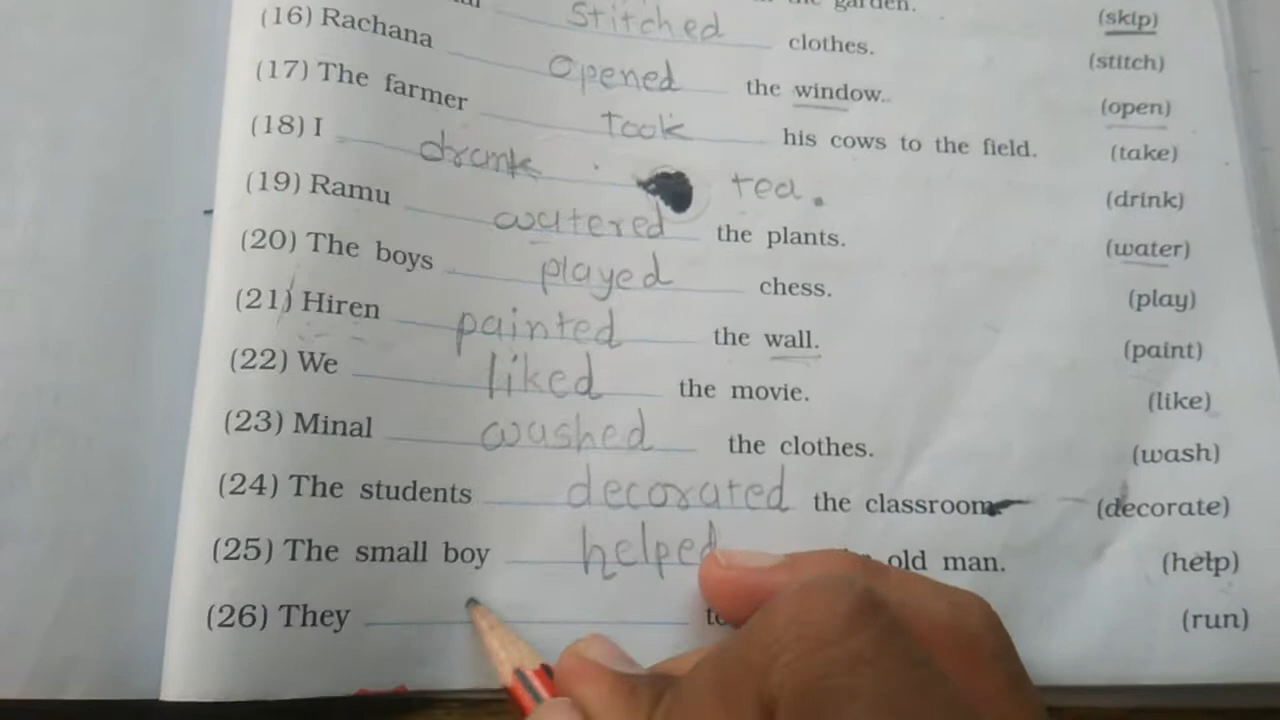 garden. (skip)
(16) Rachana stitched clothes. (stitch)
(17) The farmer opened the window. (open)
(18) I took his cows to the field. (take)
drank tea. (drink)
(19) Ramu watered the plants. (water)
(20) The boys played chess. (play)
(21) Hiren painted the wall. (paint)
(22) We liked the movie. (like)
(23) Minal washed the clothes. (wash)
(24) The students decorated the classroom (decorate)
(25) The small boy helped old man. (help)
(26) They (run)